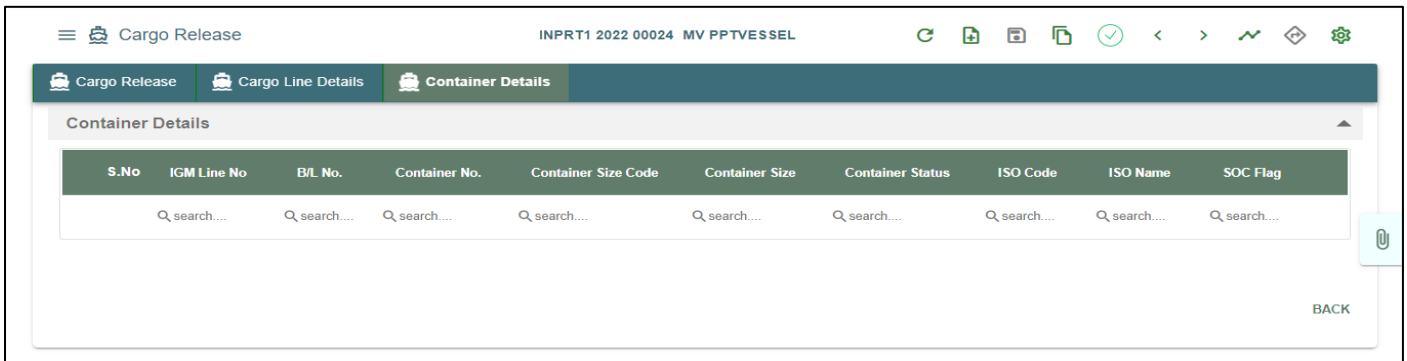 Cargo Release INPRT1 2022 00024 MV PPTVESSEL
Cargo Release Cargo Line Details Container Details
Container Details
S.No IGM Line No B/L No. Container No. Container Size Code Container Size Container Status ISO Code ISO Name SOC Flag
search.... search.... search.... search.... search.... search.... search.... search.... search....
BACK